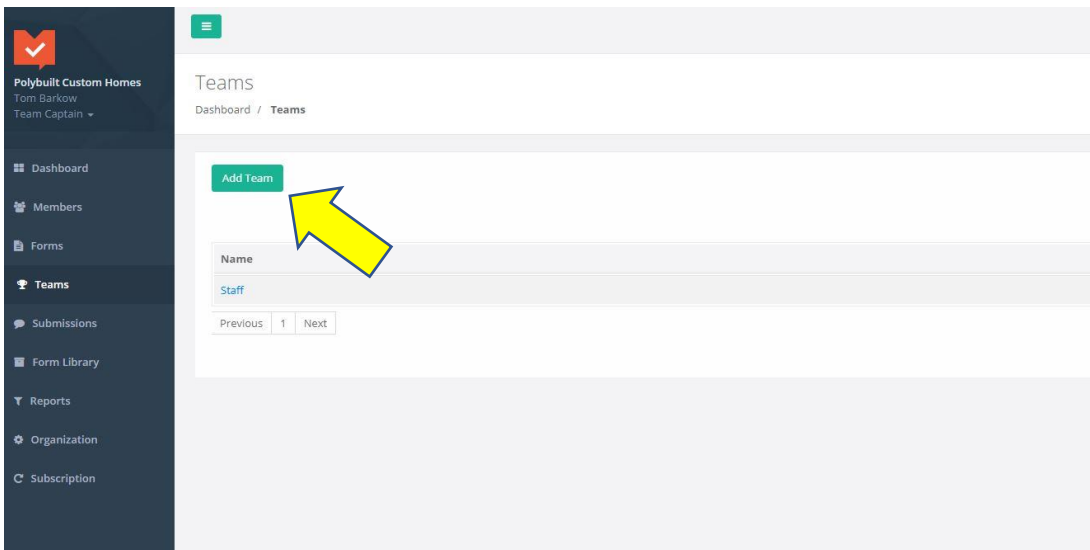 Polybuilt Custom Homes
Tom Barkow
Team Captain
Dashboard
Members
Forms
Teams
Submissions
Form Library
Reports
Organization
Subscription
Teams
Dashboard / Teams
Add Team
Name
Staff
Previous 1 Next